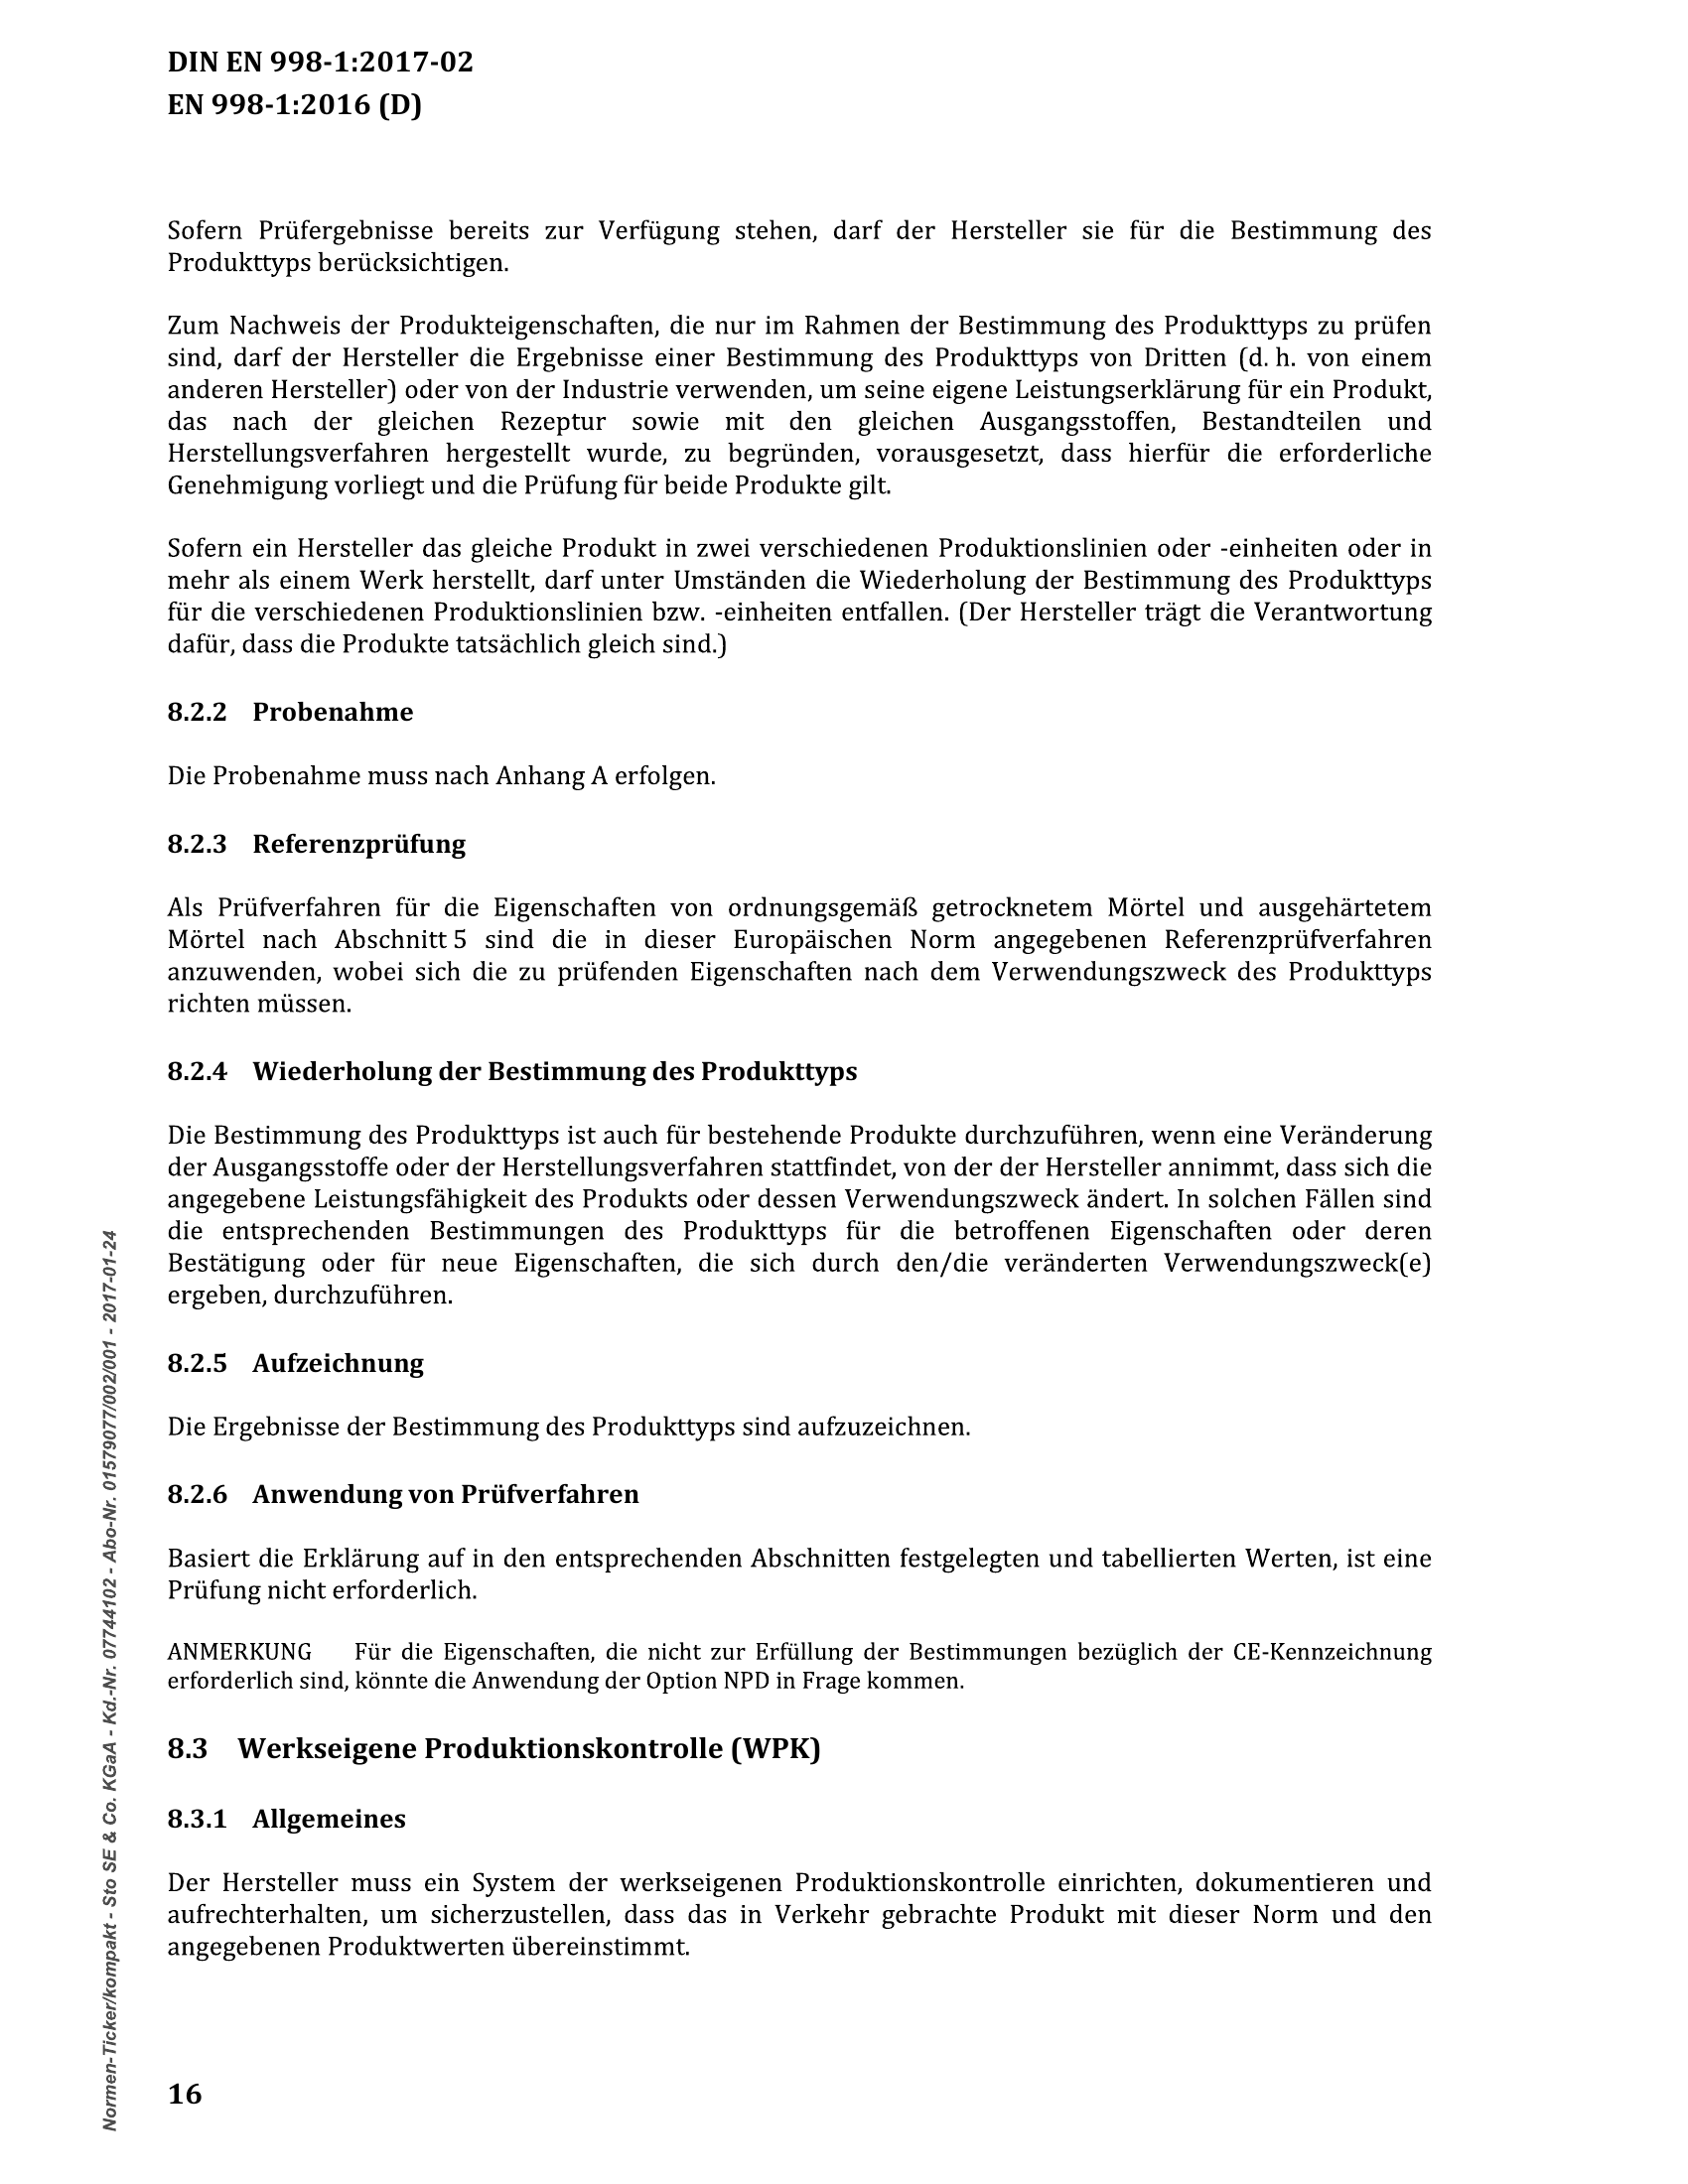 DIN EN 998-1:2017-02
EN 998-1:2016 (D)
Sofern Prüfergebnisse bereits zur Verfügung stehen, darf der Hersteller sie für die Bestimmung des
Produkttyps berücksichtigen.
Zum Nachweis der Produkteigenschaften, die nur im Rahmen der Bestimmung des Produkttyps zu prüfen
sind, darf der Hersteller die Ergebnisse einer Bestimmung des Produkttyps von Dritten (d. h. von einem
anderen Hersteller) oder von der Industrie verwenden, um seine eigene Leistungserklärung für ein Produkt,
das nach der gleichen Rezeptur sowie mit den gleichen Ausgangsstoffen, Bestandteilen und
Herstellungsverfahren hergestellt wurde, zu begründen, vorausgesetzt, dass hierfür die erforderliche
Genehmigung vorliegt und die Prüfung für beide Produkte gilt.
Sofern ein Hersteller das gleiche Produkt in zwei verschiedenen Produktionslinien oder -einheiten oder in
mehr als einem Werk herstellt, darf unter Umständen die Wiederholung der Bestimmung des Produkttyps
für die verschiedenen Produktionslinien bzw. -einheiten entfallen. (Der Hersteller trägt die Verantwortung
dafür, dass die Produkte tatsächlich gleich sind.)
8.2.2 Probenahme
Die Probenahme muss nach Anhang A erfolgen.
8.2.3 Referenzprüfung
Als Prüfverfahren für die Eigenschaften von ordnungsgemäß getrocknetem Mörtel und ausgehärtetem
Mörtel nach Abschnitt 5 sind die in dieser Europäischen Norm angegebenen Referenzprüfverfahren
anzuwenden, wobei sich die zu prüfenden Eigenschaften nach dem Verwendungszweck des Produkttyps
richten müssen.
8.2.4 Wiederholung der Bestimmung des Produkttyps
Die Bestimmung des Produkttyps ist auch für bestehende Produkte durchzuführen, wenn eine Veränderung
der Ausgangsstoffe oder der Herstellungsverfahren stattfindet, von der der Hersteller annimmt, dass sich die
angegebene Leistungsfähigkeit des Produkts oder dessen Verwendungszweck ändert. In solchen Fällen sind
die entsprechenden Bestimmungen des Produkttyps für die betroffenen Eigenschaften oder deren
Bestätigung oder für neue Eigenschaften, die sich durch den/die veränderten Verwendungszweck(e)
ergeben, durchzuführen.
8.2.5 Aufzeichnung
Die Ergebnisse der Bestimmung des Produkttyps sind aufzuzeichnen.
8.2.6 Anwendung von Prüfverfahren
Basiert die Erklärung auf in den entsprechenden Abschnitten festgelegten und tabellierten Werten, ist eine
Prüfung nicht erforderlich.
ANMERKUNG Für die Eigenschaften, die nicht zur Erfüllung der Bestimmungen bezüglich der CE-Kennzeichnung
erforderlich sind, könnte die Anwendung der Option NPD in Frage kommen.
8.3 Werkseigene Produktionskontrolle (WPK)
8.3.1 Allgemeines
Der Hersteller muss ein System der werkseigenen Produktionskontrolle einrichten, dokumentieren und
aufrechterhalten, um sicherzustellen, dass das in Verkehr gebrachte Produkt mit dieser Norm und den
angegebenen Produktwerten übereinstimmt.
16
Normen-Ticker/kompakt - Sto SE & Co. KGaA - Kd.-Nr. 07744102 - Abo-Nr. 01579077/002/001 - 2017-01-24